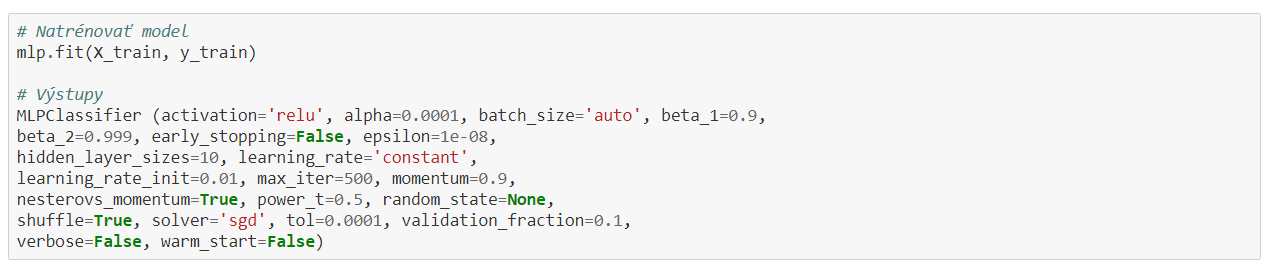 # Natrénovať model
mlp.fit(X_train, y_train)
# Výstupy
MLPClassifier (activation='relu', alpha=0.0001, batch_size='auto', beta_1=0.9,
beta_2=0.999, early_stopping=False, epsilon=1e-08,
hidden_layer_sizes=10, learning_rate='constant',
learning_rate_init=0.01, max_iter=500, momentum=0.9,
nesterovs_momentum=True, power_t=0.5, random_state=None,
shuffle=True, solver='sgd', tol=0.0001, validation_fraction=0.1,
verbose=False, warm_start=False)